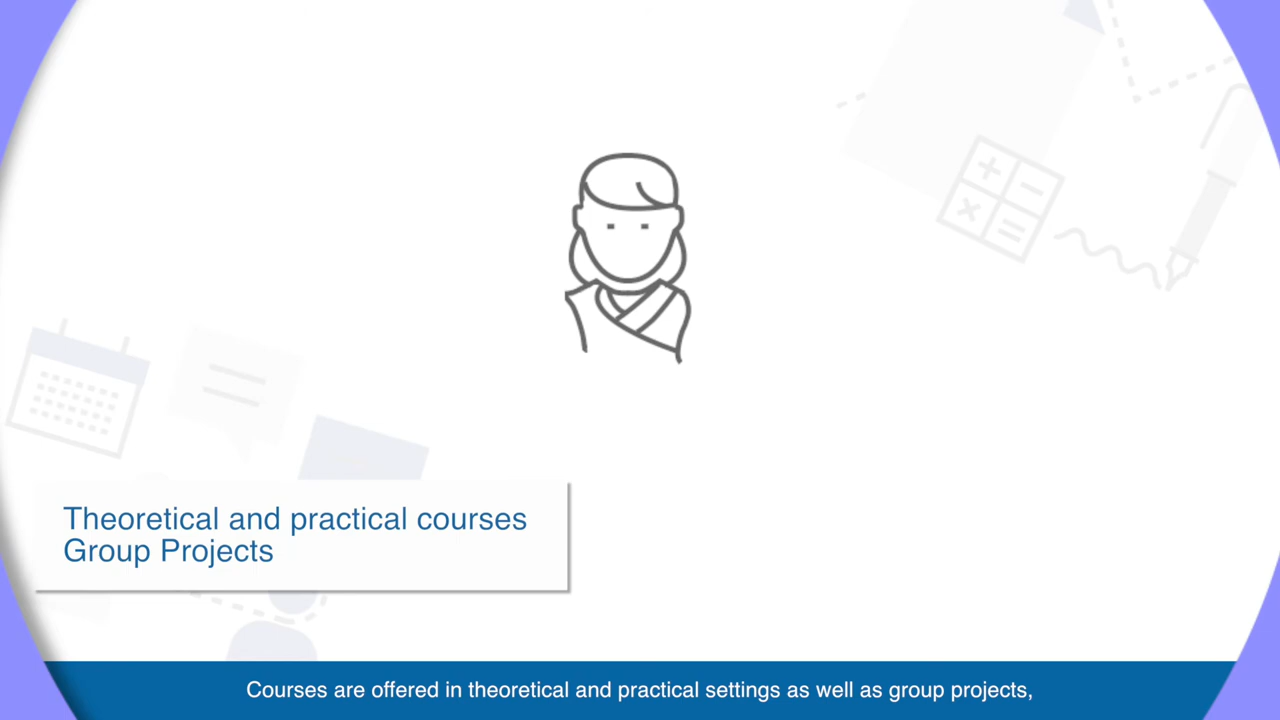 Theoretical and practical courses
Group Projects
Courses are offered in theoretical and practical settings as well as group projects,